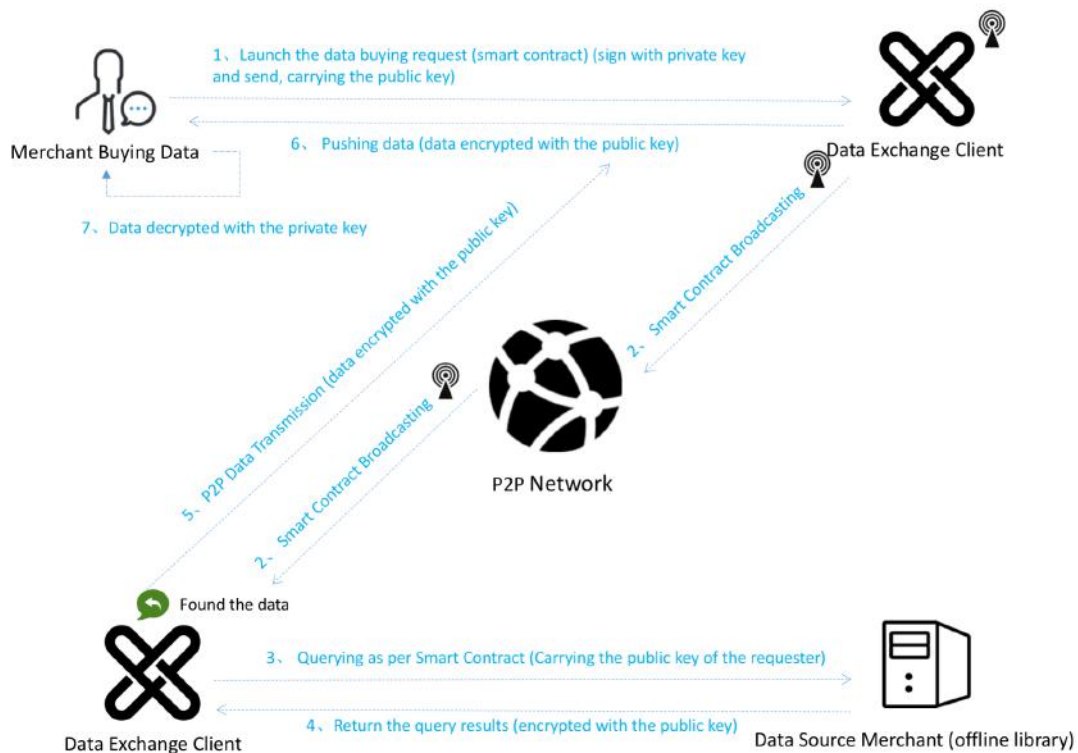 1、Launch the data buying request (smart contract) (sign with private key
and send, carrying the public key)
Merchant Buying Data
6、 Pushing data (data encrypted with the public key)
Data Exchange Client
7、Data decrypted with the private key
2、Smart Contract Broadcasting
5、P2P Data Transmission (data encrypted with the public key)
P2P Network
2、Smart Contract Broadcasting
Found the data
3、 Querying as per Smart Contract (Carrying the public key of the requester)
4、Return the query results (encrypted with the public key)
Data Exchange Client
Data Source Merchant (offline library)